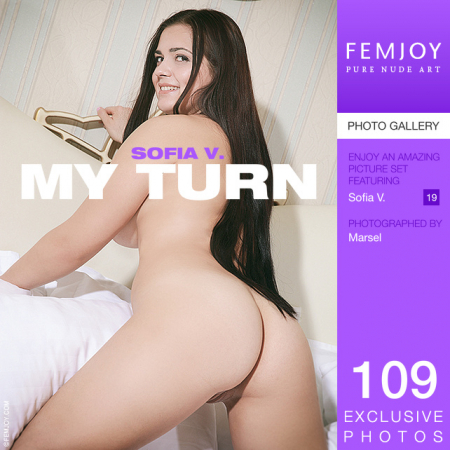 FEMJOY
PURE NUDE ART
PHOTO GALLERY
ENJOY AN AMAZING
PICTURE SET
FEATURING
Sofia V. 19
PHOTOGRAPHED BY
Marsel
SOFIA V.
MY TURN
109
EXCLUSIVE
PHOTOS
©FEMJOY.COM